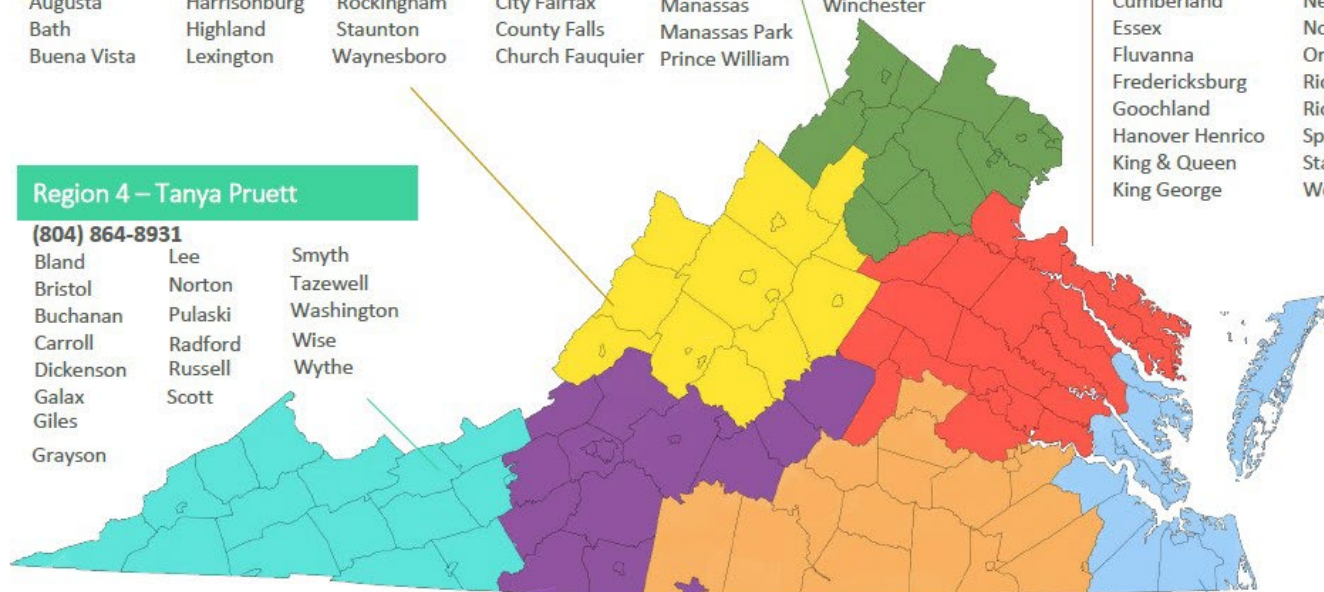 Augusta Harrisonburg Rockingham City Fairfax Manassas Winchester Cumberland
Bath Highland Staunton County Falls Manassas Park Essex
Buena Vista Lexington Waynesboro Church Fauquier Prince William Fluvanna
Fredericksburg
Goochland
Hanover Henrico
King & Queen
King George
Region 4 – Tanya Pruett
(804) 864-8931
Bland Lee Smyth
Bristol Norton Tazewell
Buchanan Pulaski Washington
Carroll Radford Wise
Dickenson Russell Wythe
Galax Scott
Giles
Grayson